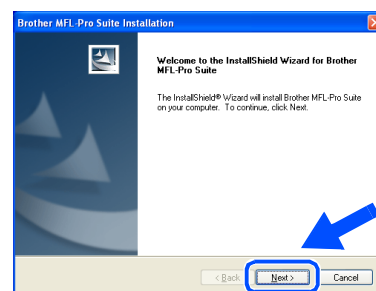 Brother MFL-Pro Suite Installation
Welcome to the InstallShield Wizard for Brother
MFL-Pro Suite
The InstallShield® Wizard will install Brother MFL-Pro Suite
on your computer. To continue, click Next.
< Back
Next >
Cancel